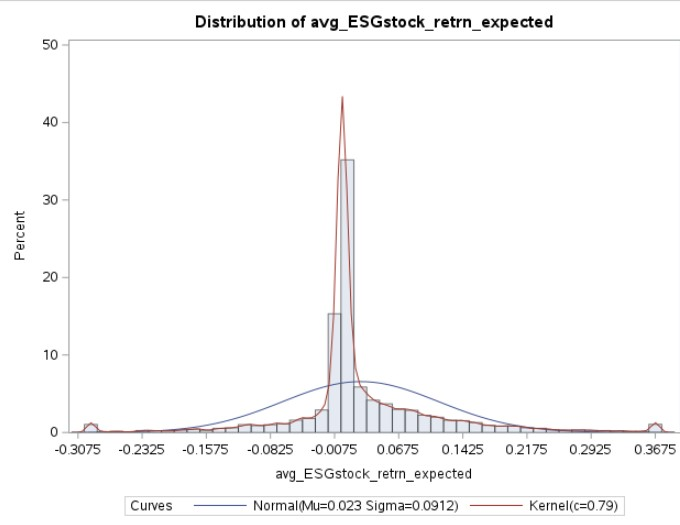 Distribution of avg_ESGstock_retrn_expected
50
40
30
20
10
0
Percent
-0.3075 -0.2325 -0.1575 -0.0825 -0.0075 0.0675 0.1425 0.2175 0.2925 0.3675
avg_ESGstock_retrn_expected
Curves Normal(Mu=0.023 Sigma=0.0912) Kernel(c=0.79)